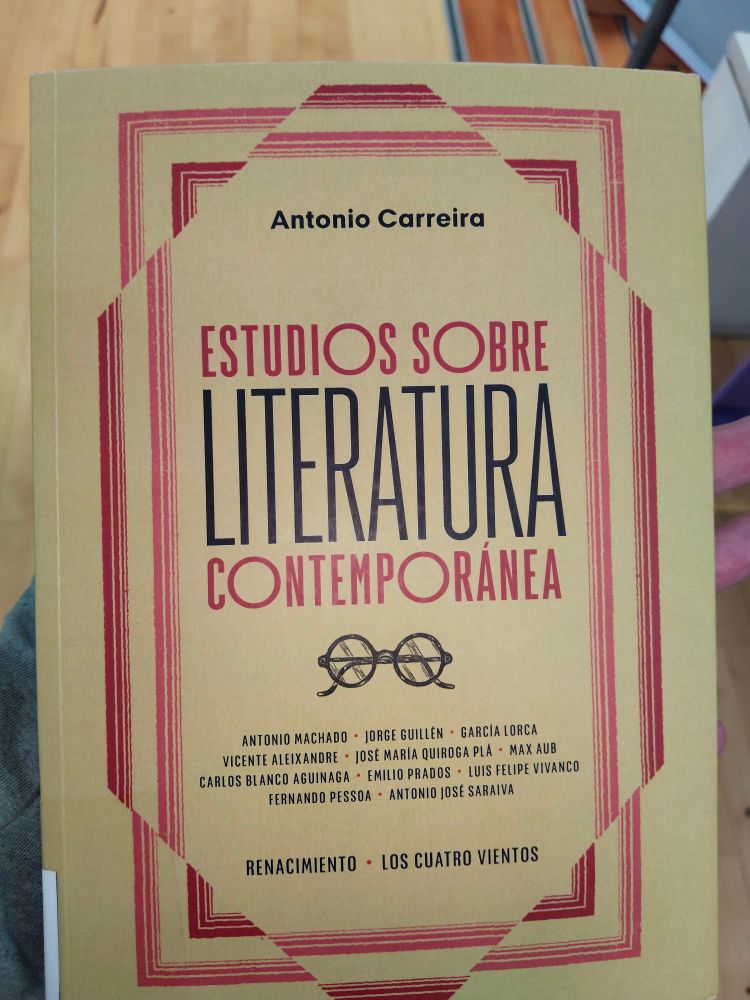 Antonio Carreira
ESTUDIOS SOBRE
LITERATURA
CONTEMPORÁNEA
ANTONIO MACHADO • JORGE GUILLÉN • GARCÍA LORCA
VICENTE ALEIXANDRE • JOSÉ MARÍA QUIROGA PLÁ • MAX AUB
CARLOS BLANCO AGUINAGA • EMILIO PRADOS • LUIS FELIPE VIVANCO
FERNANDO PESSOA • ANTONIO JOSÉ SARAIVA
RENACIMIENTO • LOS CUATRO VIENTOS